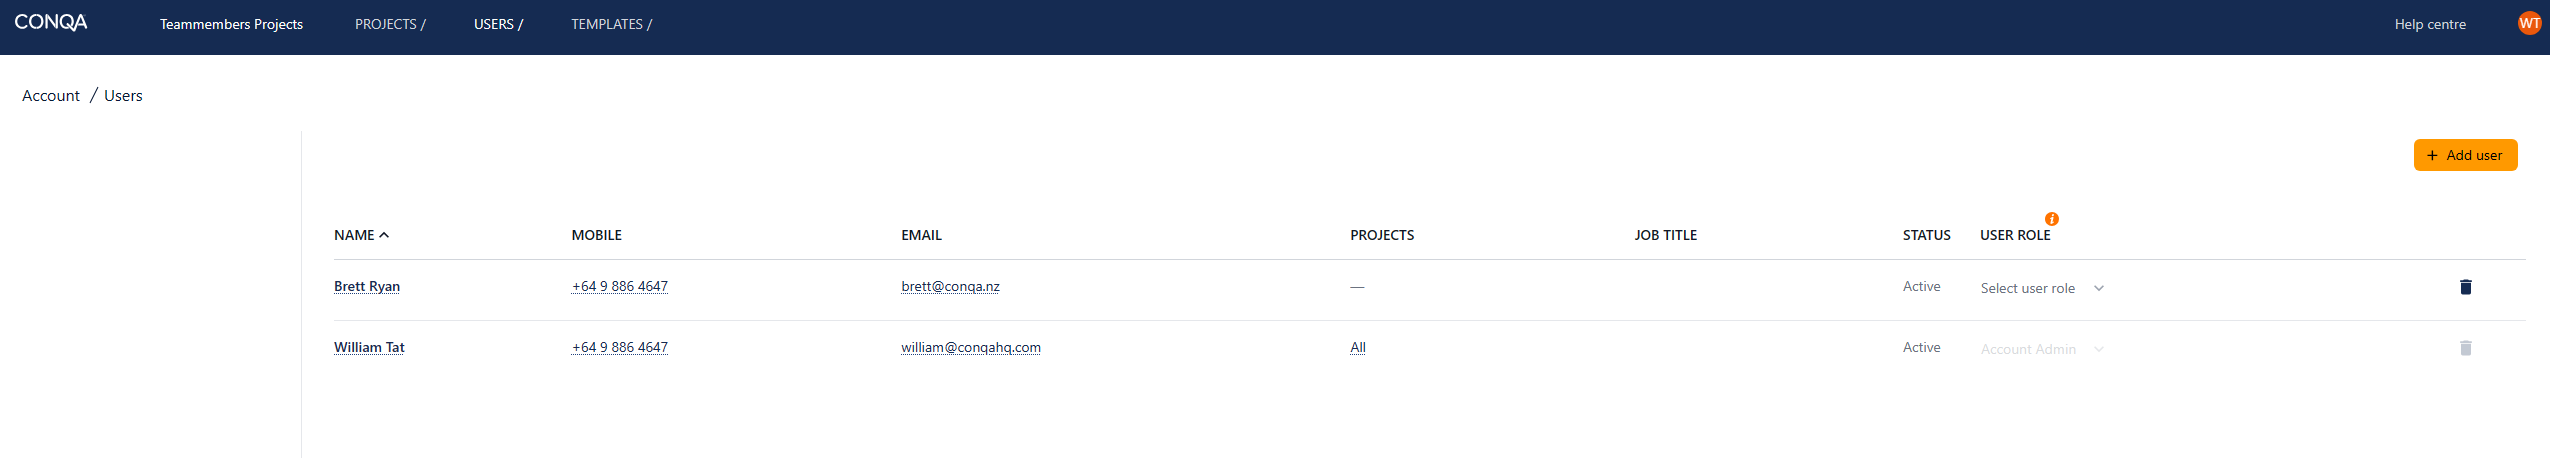 CONQA Teammembers Projects PROJECTS / USERS / TEMPLATES / Help centre WT
Account / Users
+ Add user
NAME MOBILE EMAIL PROJECTS JOB TITLE STATUS USER ROLE i
Brett Ryan +64 9 886 4647 brett@conqa.nz — Active Select user role
William Tat +64 9 886 4647 william@conqahq.com All Active Account Admin